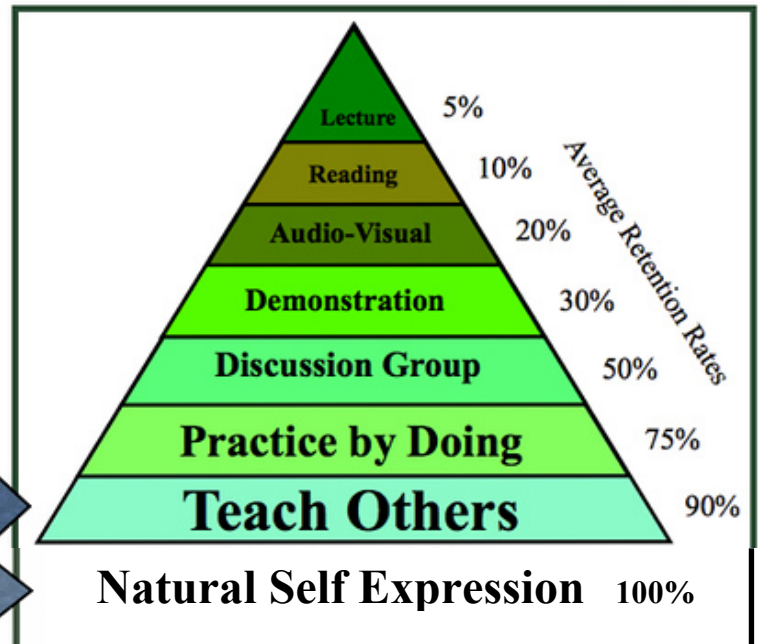 Lecture 5%
Reading 10%
Audio-Visual 20%
Demonstration 30%
Discussion Group 50%
Practice by Doing 75%
Teach Others 90%
Average Retention Rates
Natural Self Expression 100%